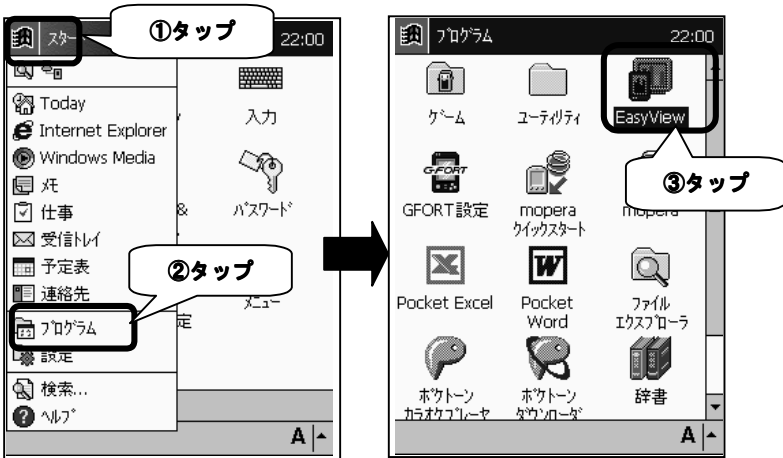 ①タップ
スター
22:00
Today
Internet Explorer
Windows Media
メモ
仕事
受信トレイ
予定表
連絡先
プログラム
設定
検索...
ヘルプ
入力
&
パスワード
メニュー
定
②タップ
A
プログラム
22:00
ゲーム
ユーティリティ
EasyView
③タップ
G-FORT
GFORT設定
mopera
クイックスタート
mopera
Pocket Excel
Pocket
Word
ファイル
エクスプローラ
ポケトーン
カラオケプレーヤ
ポケトーン
ダウンローダ
辞書
A